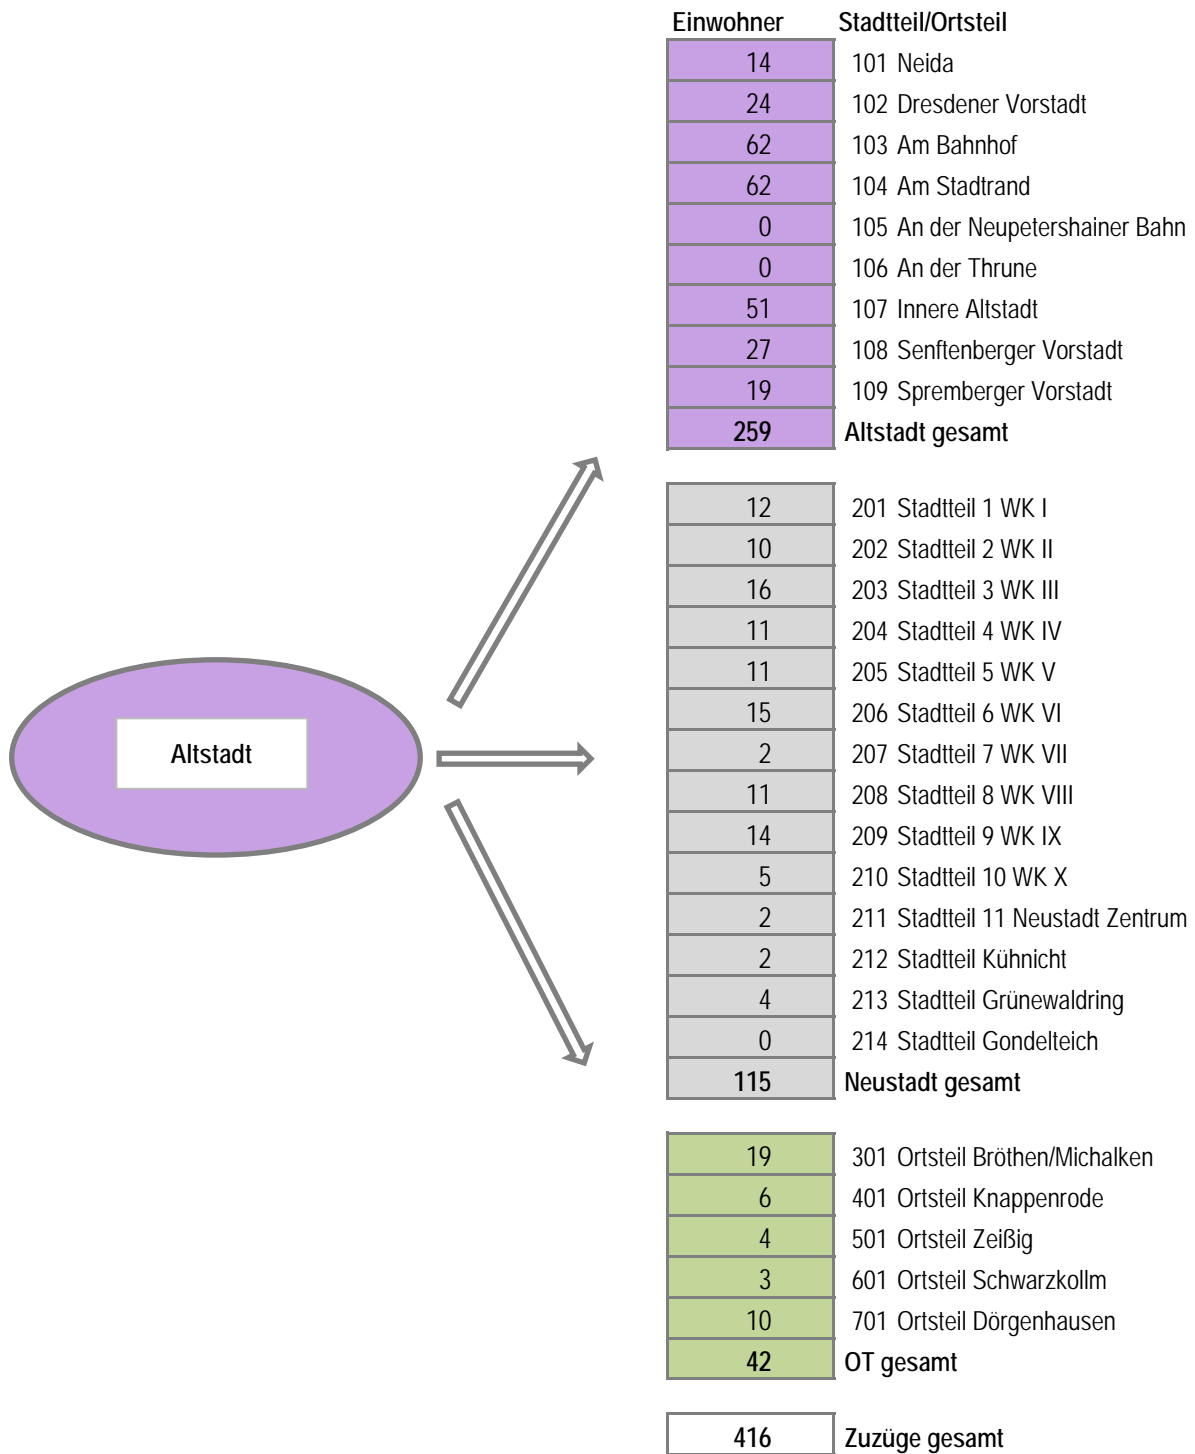 Einwohner Stadtteil/Ortsteil
14 101 Neida
24 102 Dresdener Vorstadt
62 103 Am Bahnhof
62 104 Am Stadtrand
0 105 An der Neupetershainer Bahn
0 106 An der Thrune
51 107 Innere Altstadt
27 108 Senftenberger Vorstadt
19 109 Spremberger Vorstadt
259 Altstadt gesamt
12 201 Stadtteil 1 WK I
10 202 Stadtteil 2 WK II
16 203 Stadtteil 3 WK III
11 204 Stadtteil 4 WK IV
11 205 Stadtteil 5 WK V
15 206 Stadtteil 6 WK VI
Altstadt
2 207 Stadtteil 7 WK VII
11 208 Stadtteil 8 WK VIII
14 209 Stadtteil 9 WK IX
5 210 Stadtteil 10 WK X
2 211 Stadtteil 11 Neustadt Zentrum
2 212 Stadtteil Kühnicht
4 213 Stadtteil Grünewaldring
0 214 Stadtteil Gondelteich
115 Neustadt gesamt
19 301 Ortsteil Bröthen/Michalken
6 401 Ortsteil Knappenrode
4 501 Ortsteil Zeißig
3 601 Ortsteil Schwarzkollm
10 701 Ortsteil Dörgenhausen
42 OT gesamt
416 Zuzüge gesamt